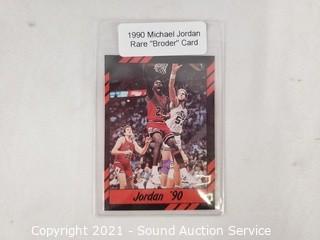 1990 Michael Jordan
Rare "Broder" Card
Jordan '90
Copyright 2021 - Sound Auction Service